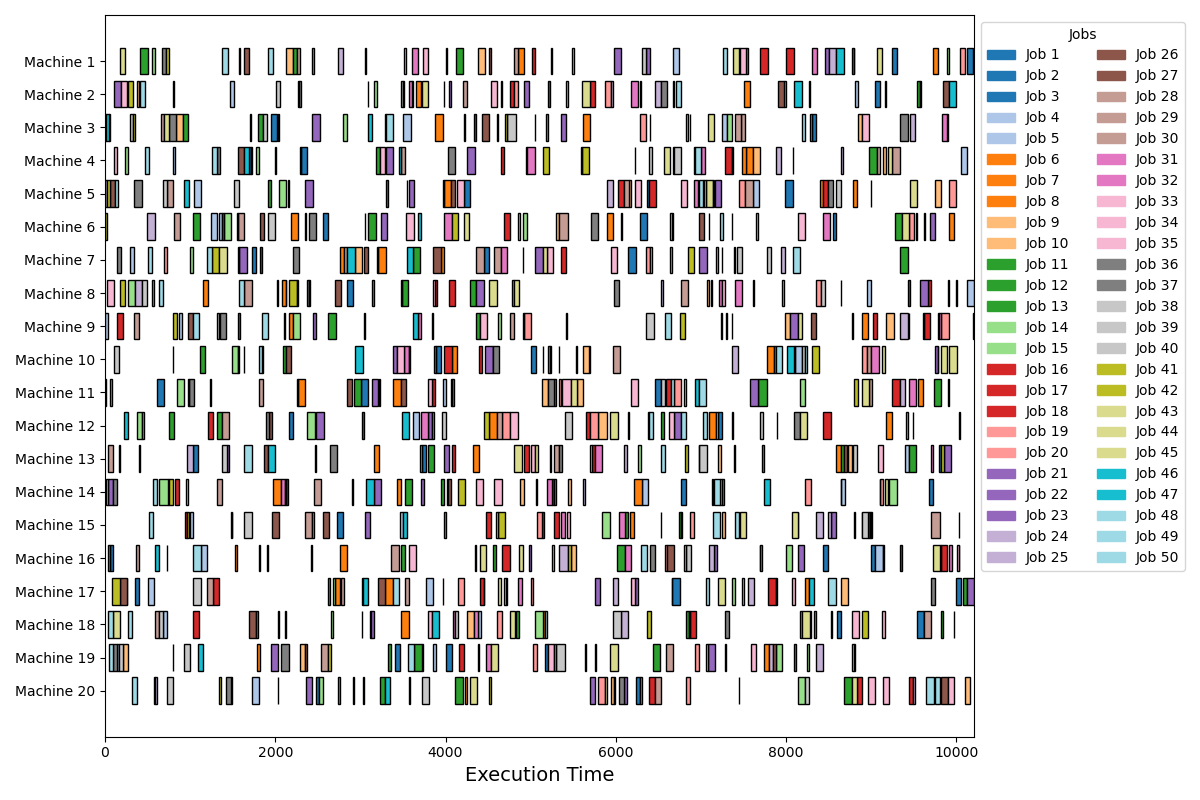 Machine 1
Machine 2
Machine 3
Machine 4
Machine 5
Machine 6
Machine 7
Machine 8
Machine 9
Machine 10
Machine 11
Machine 12
Machine 13
Machine 14
Machine 15
Machine 16
Machine 17
Machine 18
Machine 19
Machine 20
0 2000 4000 6000 8000 10000
Execution Time
Jobs
Job 1
Job 2
Job 3
Job 4
Job 5
Job 6
Job 7
Job 8
Job 9
Job 10
Job 11
Job 12
Job 13
Job 14
Job 15
Job 16
Job 17
Job 18
Job 19
Job 20
Job 21
Job 22
Job 23
Job 24
Job 25
Job 26
Job 27
Job 28
Job 29
Job 30
Job 31
Job 32
Job 33
Job 34
Job 35
Job 36
Job 37
Job 38
Job 39
Job 40
Job 41
Job 42
Job 43
Job 44
Job 45
Job 46
Job 47
Job 48
Job 49
Job 50